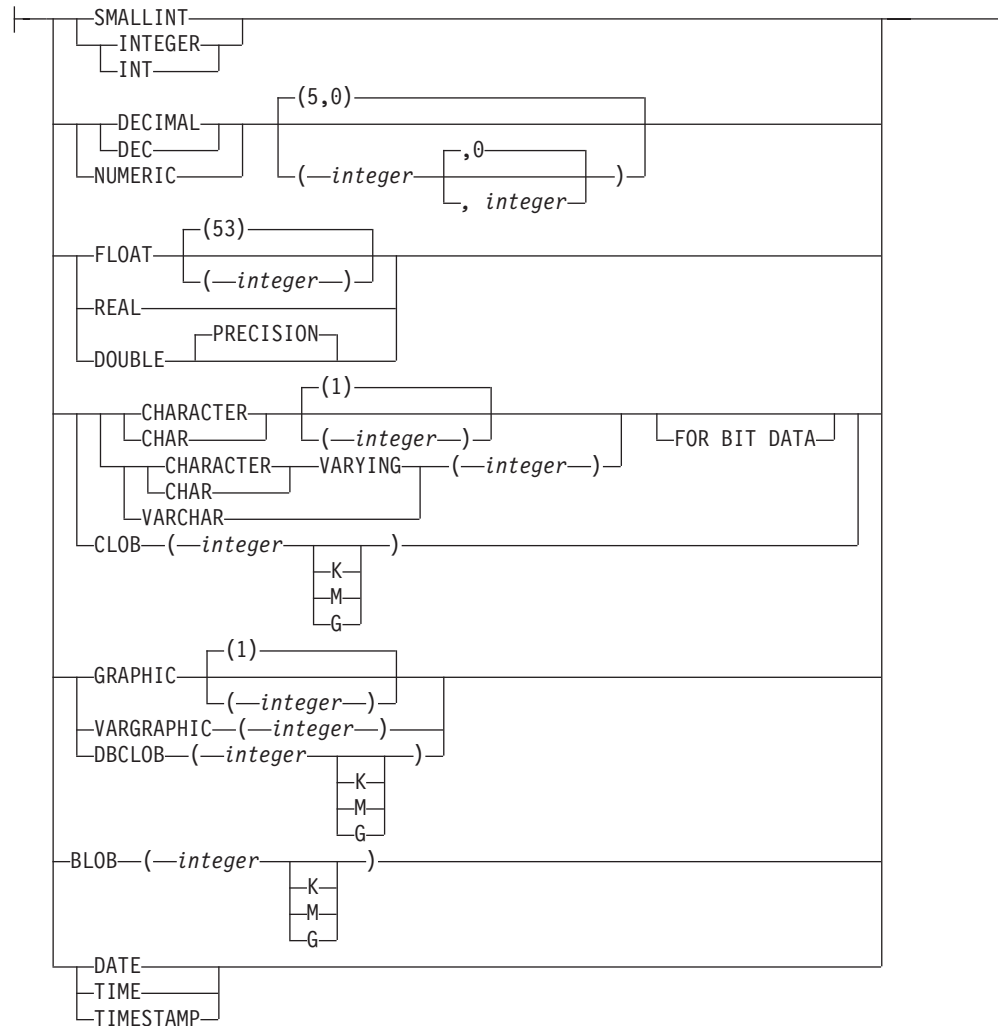 SMALLINT
INTEGER
INT
(5,0)
DECIMAL
DEC
,0
NUMERIC
( integer )
, integer
(53)
FLOAT
( integer )
REAL
PRECISION
DOUBLE
(1)
CHARACTER
CHAR
( integer )
FOR BIT DATA
CHARACTER VARYING ( integer )
CHAR
VARCHAR
CLOB ( integer )
K
M
G
(1)
GRAPHIC
( integer )
VARGRAPHIC ( integer )
DBCLOB ( integer )
K
M
G
BLOB ( integer )
K
M
G
DATE
TIME
TIMESTAMP